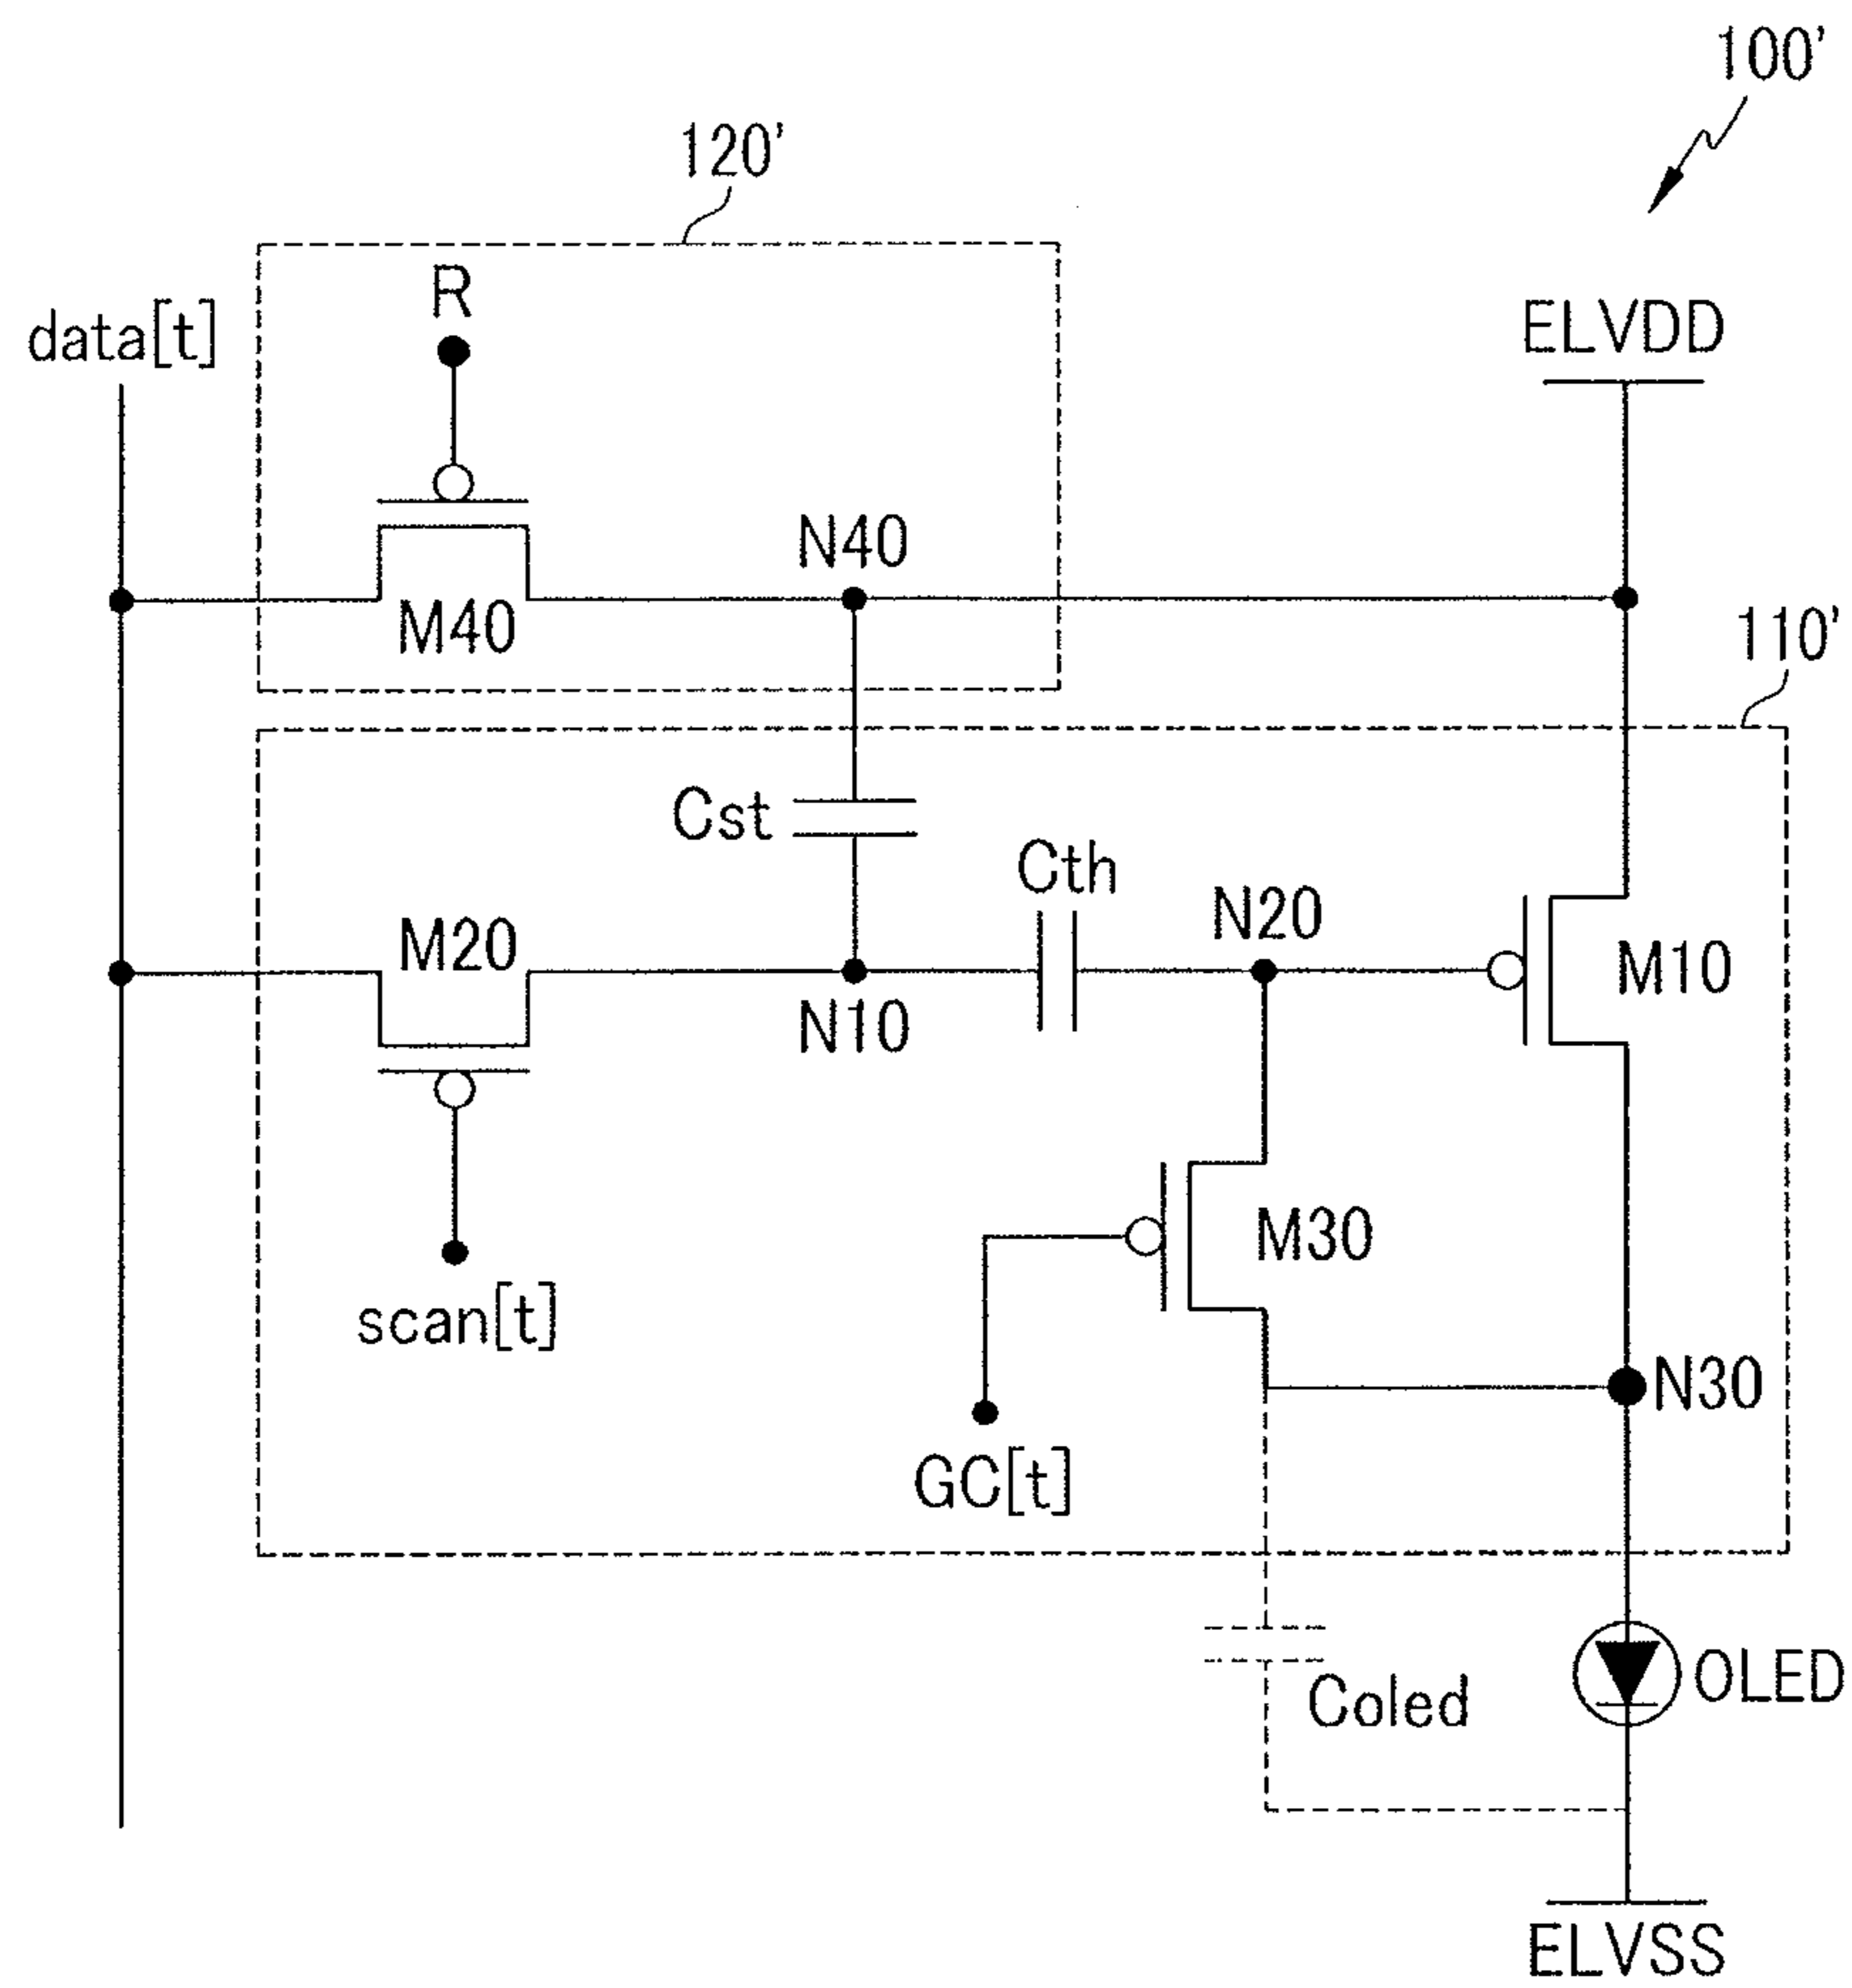 100'
120'
R
data[t]
ELVDD
N40
M40
110'
Cst
Cth
N20
M20
M10
N10
M30
scan[t]
N30
GC[t]
Coled
OLED
ELVSS